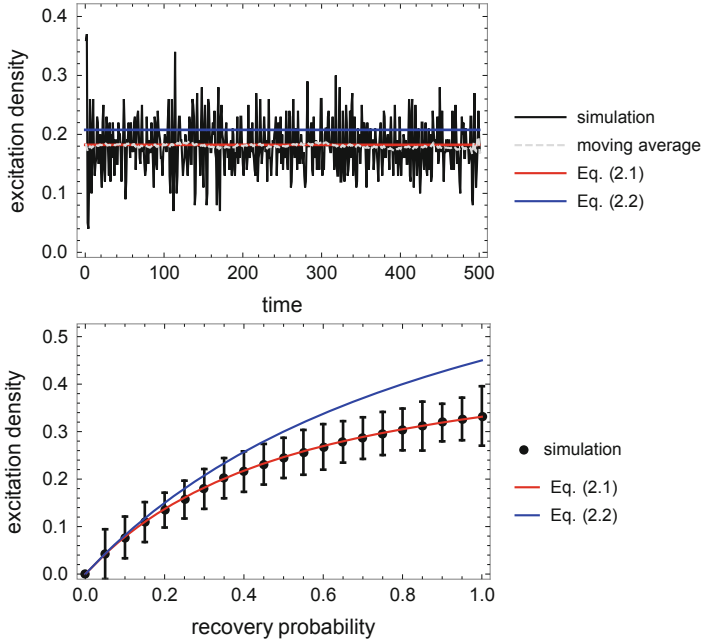 0.4
0.3
0.2
0.1
0.0
excitation density
0 100 200 300 400 500
time
simulation
moving average
Eq. (2.1)
Eq. (2.2)
0.5
0.4
0.3
0.2
0.1
0.0
excitation density
0.0 0.2 0.4 0.6 0.8 1.0
recovery probability
simulation
Eq. (2.1)
Eq. (2.2)